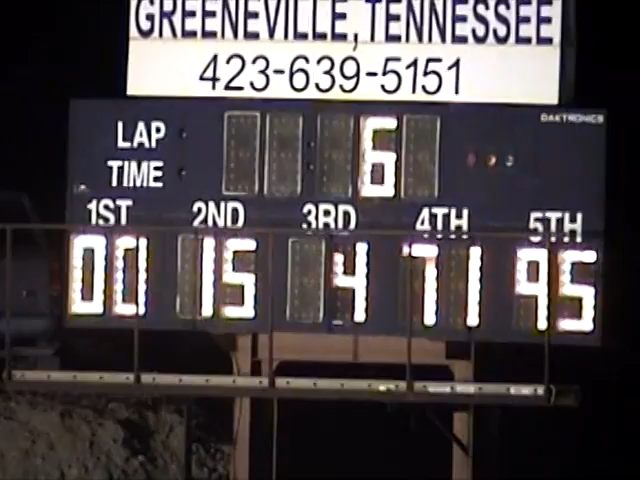 GREENEVILLE, TENNESSEE
423-639-5151
DAKTRONICS
LAP
TIME
6
1ST 2ND 3RD 4TH 5TH
00 15 4 71 95